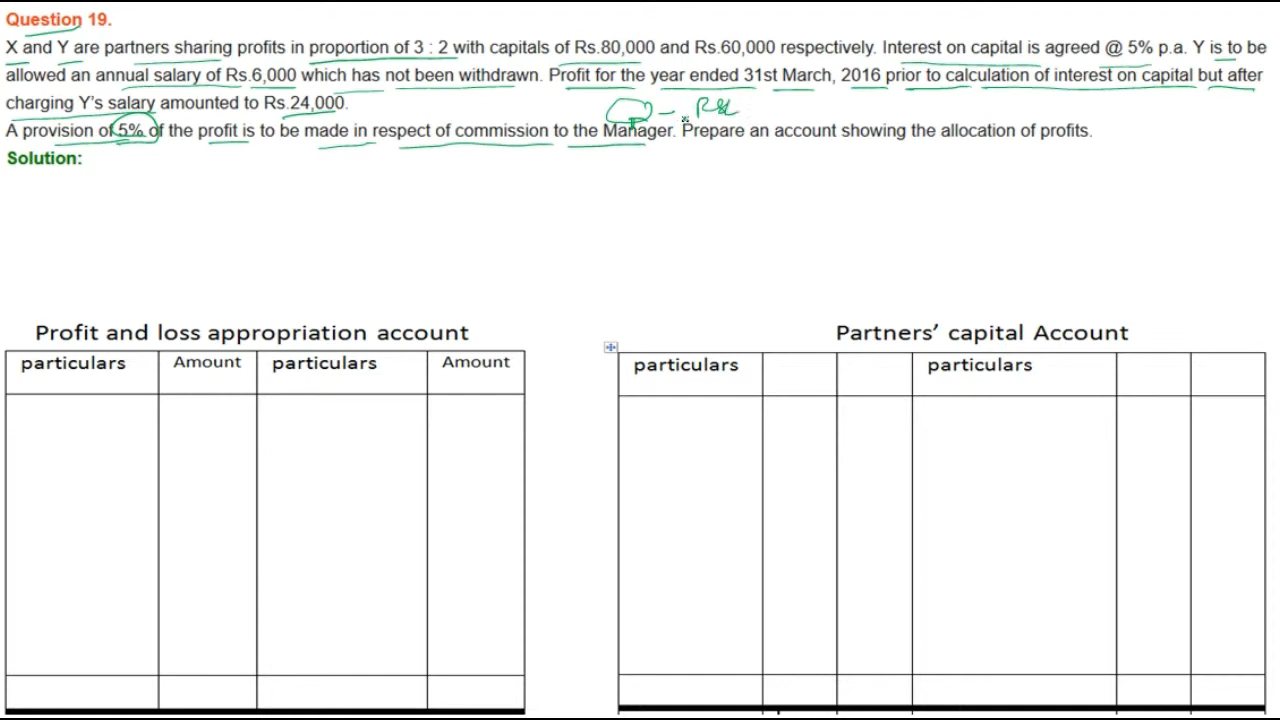 Question 19.
X and Y are partners sharing profits in proportion of 3 : 2 with capitals of Rs.80,000 and Rs.60,000 respectively. Interest on capital is agreed @ 5% p.a. Y is to be
allowed an annual salary of Rs.6,000 which has not been withdrawn. Profit for the year ended 31st March, 2016 prior to calculation of interest on capital but after
charging Y's salary amounted to Rs.24,000.
A provision of 5% of the profit is to be made in respect of commission to the Manager. Prepare an account showing the allocation of profits.
Solution:
Profit and loss appropriation account
particulars Amount particulars Amount
Partners' capital Account
particulars particulars